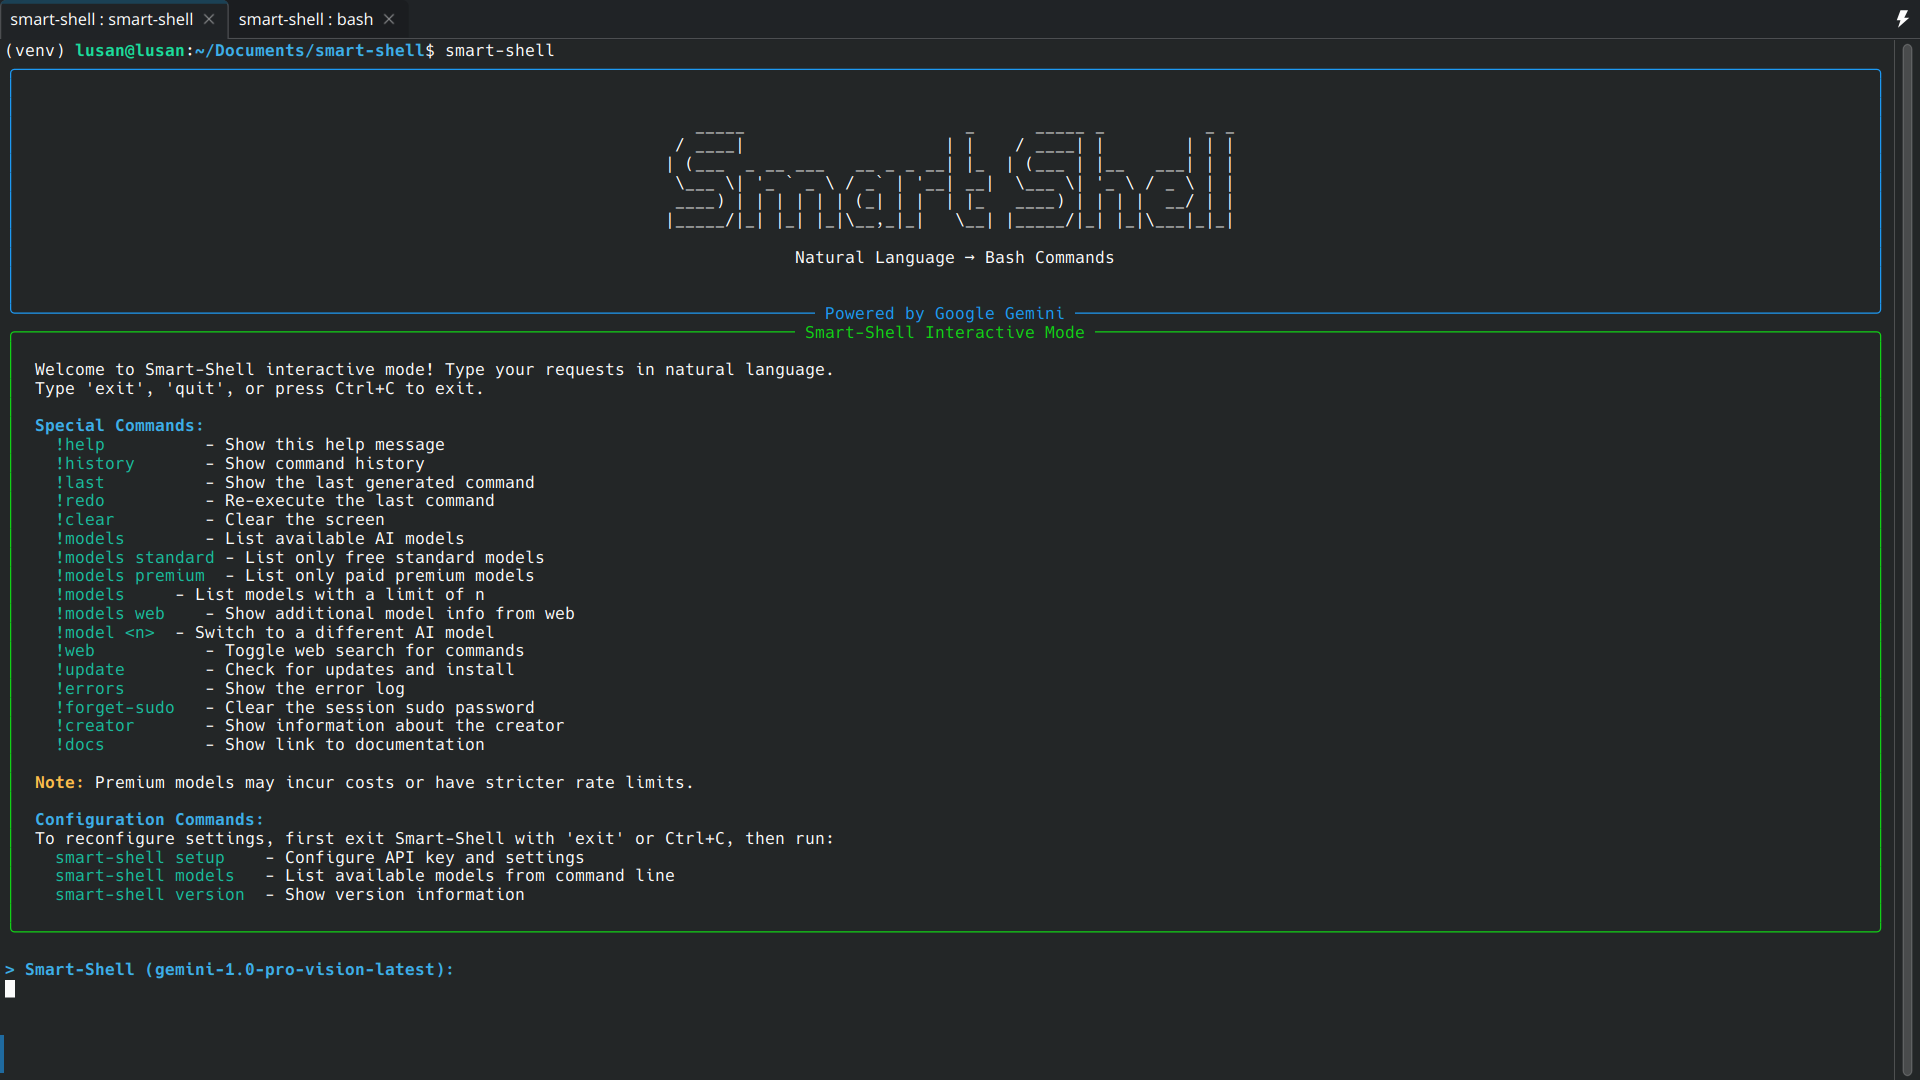 smart-shell : smart-shell
smart-shell : bash
(venv) lusan@lusan:~/Documents/smart-shell$ smart-shell
Smart Shell
Natural Language → Bash Commands
Powered by Google Gemini
Smart-Shell Interactive Mode
Welcome to Smart-Shell interactive mode! Type your requests in natural language.
Type 'exit', 'quit', or press Ctrl+C to exit.
Special Commands:
!help - Show this help message
!history - Show command history
!last - Show the last generated command
!redo - Re-execute the last command
!clear - Clear the screen
!models - List available AI models
!models standard - List only free standard models
!models premium - List only paid premium models
!models - List models with a limit of n
!models web - Show additional model info from web
!model <n> - Switch to a different AI model
!web - Toggle web search for commands
!update - Check for updates and install
!errors - Show the error log
!forget-sudo - Clear the session sudo password
!creator - Show information about the creator
!docs - Show link to documentation
Note: Premium models may incur costs or have stricter rate limits.
Configuration Commands:
To reconfigure settings, first exit Smart-Shell with 'exit' or Ctrl+C, then run:
smart-shell setup - Configure API key and settings
smart-shell models - List available models from command line
smart-shell version - Show version information
> Smart-Shell (gemini-1.0-pro-vision-latest):